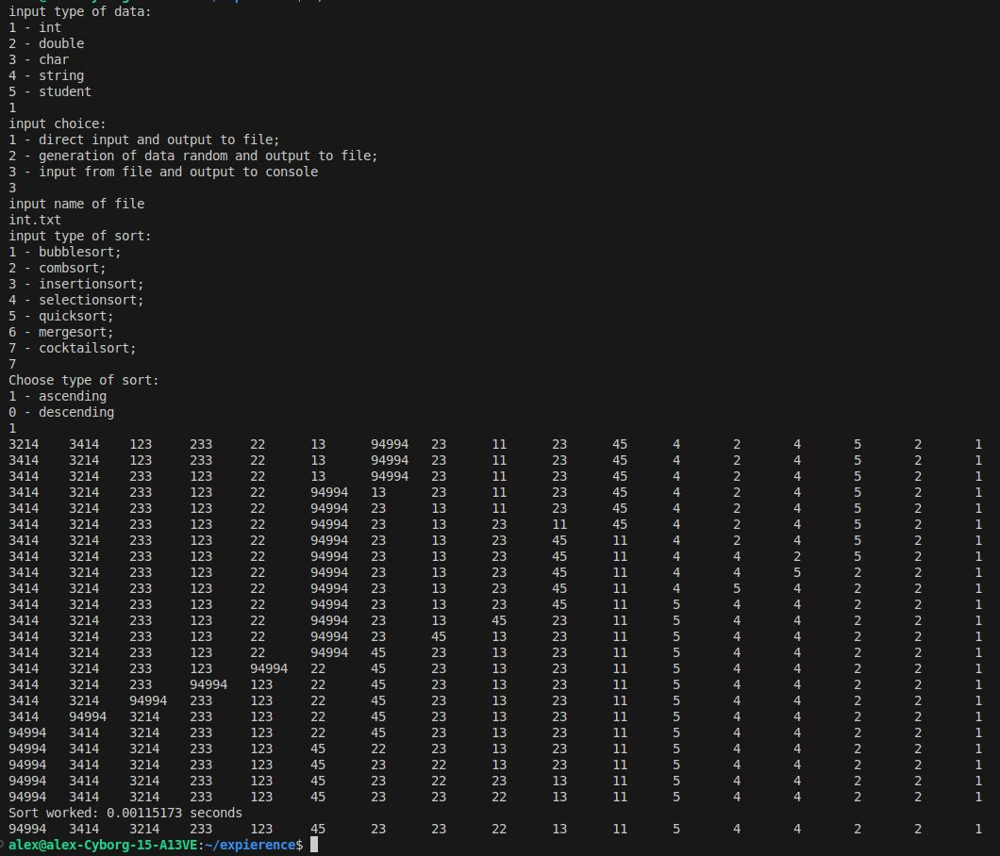 input type of data:
1 - int
2 - double
3 - char
4 - string
5 - student
1
input choice:
1 - direct input and output to file;
2 - generation of data random and output to file;
3 - input from file and output to console
3
input name of file
int.txt
input type of sort:
1 - bubblesort;
2 - combsort;
3 - insertionsort;
4 - selectionsort;
5 - quicksort;
6 - mergesort;
7 - cocktailsort;
7
Choose type of sort:
1 - ascending
0 - descending
1
3214 3414 123 233 22 13 94994 23 11 23 45 4 2 4 5 2 1
3414 3214 123 233 22 13 94994 23 11 23 45 4 2 4 5 2 1
3414 3214 233 123 22 13 94994 23 11 23 45 4 2 4 5 2 1
3414 3214 233 123 22 94994 13 23 11 23 45 4 2 4 5 2 1
3414 3214 233 123 22 94994 23 13 11 23 45 4 2 4 5 2 1
3414 3214 233 123 22 94994 23 13 23 11 45 4 2 4 5 2 1
3414 3214 233 123 22 94994 23 13 23 45 11 4 2 4 5 2 1
3414 3214 233 123 22 94994 23 13 23 45 11 4 4 2 5 2 1
3414 3214 233 123 22 94994 23 13 23 45 11 4 4 5 2 2 1
3414 3214 233 123 22 94994 23 13 23 45 11 4 5 4 2 2 1
3414 3214 233 123 22 94994 23 13 23 45 11 5 4 4 2 2 1
3414 3214 233 123 22 94994 23 13 45 23 11 5 4 4 2 2 1
3414 3214 233 123 22 94994 23 45 13 23 11 5 4 4 2 2 1
3414 3214 233 123 22 94994 45 23 13 23 11 5 4 4 2 2 1
3414 3214 233 123 94994 22 45 23 13 23 11 5 4 4 2 2 1
3414 3214 233 94994 123 22 45 23 13 23 11 5 4 4 2 2 1
3414 3214 94994 233 123 22 45 23 13 23 11 5 4 4 2 2 1
3414 94994 3214 233 123 22 45 23 13 23 11 5 4 4 2 2 1
94994 3414 3214 233 123 22 45 23 13 23 11 5 4 4 2 2 1
94994 3414 3214 233 123 45 22 23 13 23 11 5 4 4 2 2 1
94994 3414 3214 233 123 45 23 22 13 23 11 5 4 4 2 2 1
94994 3414 3214 233 123 45 23 22 23 13 11 5 4 4 2 2 1
94994 3414 3214 233 123 45 23 23 22 13 11 5 4 4 2 2 1
Sort worked: 0.00115173 seconds
94994 3414 3214 233 123 45 23 23 22 13 11 5 4 4 2 2 1
alex@alex-Cyborg-15-A13VE:~/expierence$